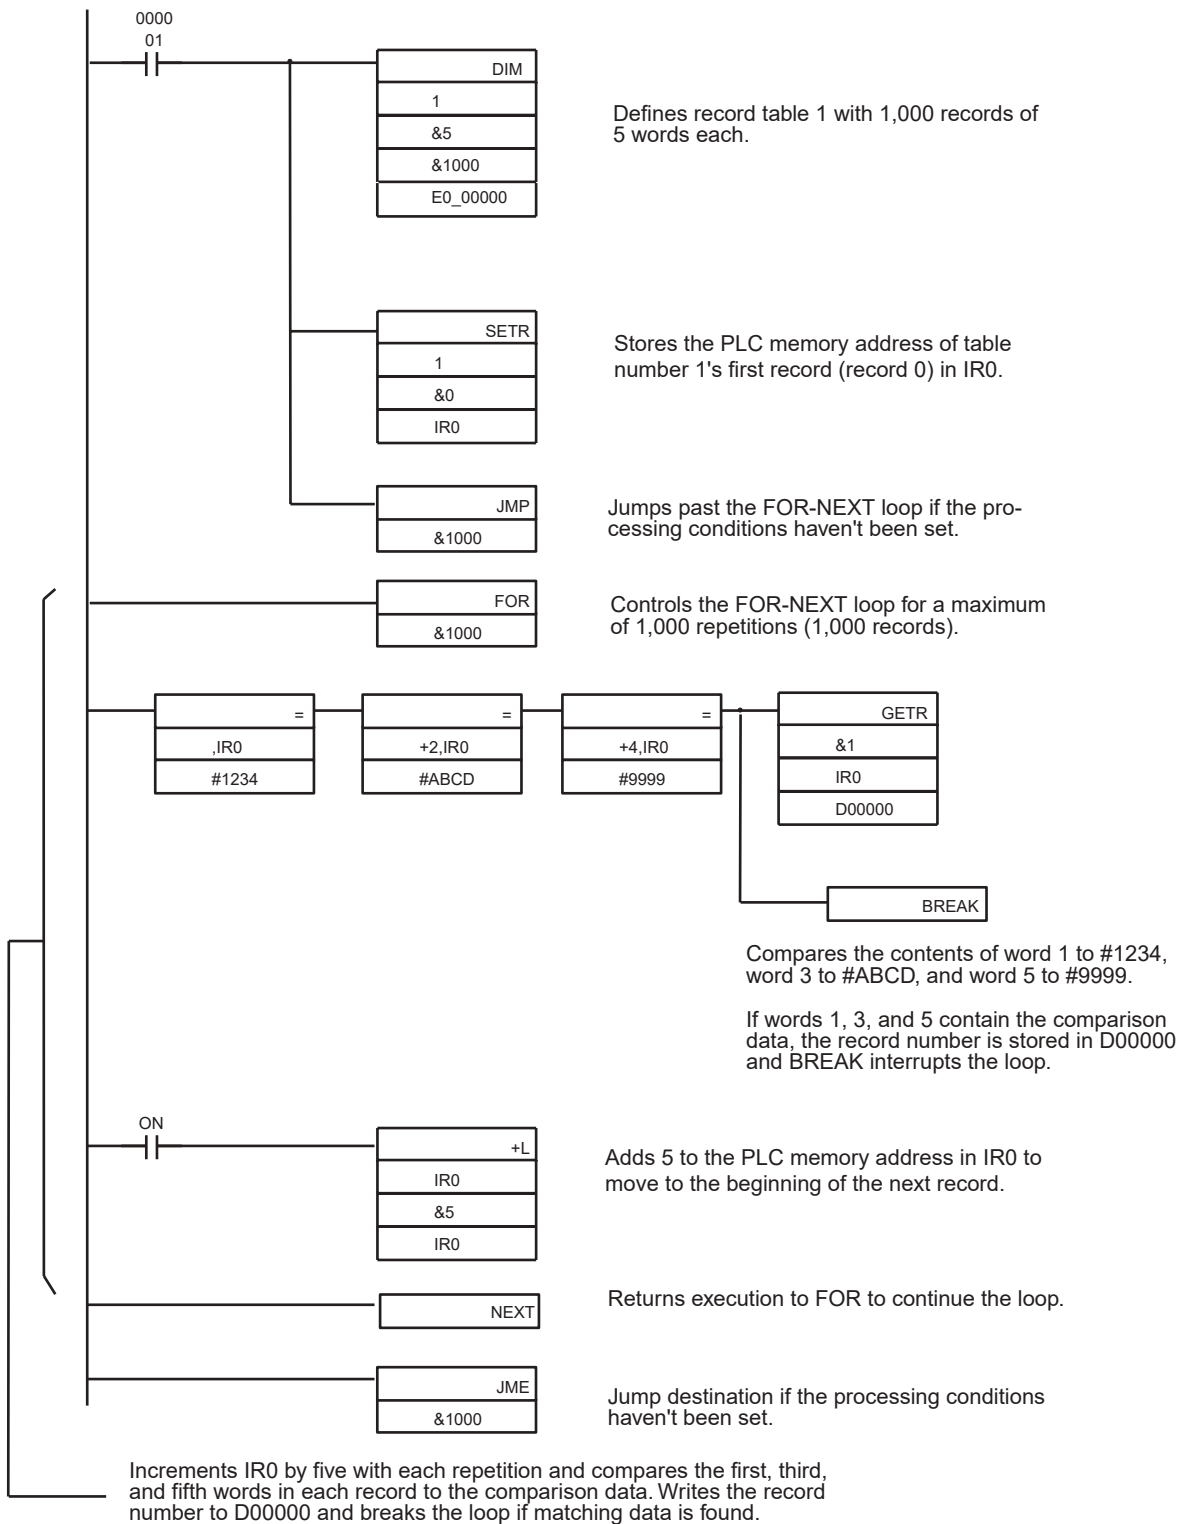 0000
01
DIM
1
&5
&1000
E0_00000
Defines record table 1 with 1,000 records of
5 words each.
SETR
1
&0
IR0
Stores the PLC memory address of table
number 1's first record (record 0) in IR0.
JMP
&1000
Jumps past the FOR-NEXT loop if the pro-
cessing conditions haven't been set.
FOR
&1000
Controls the FOR-NEXT loop for a maximum
of 1,000 repetitions (1,000 records).
=
,IR0
#1234
=
+2,IR0
#ABCD
=
+4,IR0
#9999
GETR
&1
IR0
D00000
BREAK
Compares the contents of word 1 to #1234,
word 3 to #ABCD, and word 5 to #9999.
If words 1, 3, and 5 contain the comparison
data, the record number is stored in D00000
and BREAK interrupts the loop.
ON
+L
IR0
&5
IR0
Adds 5 to the PLC memory address in IR0 to
move to the beginning of the next record.
NEXT
Returns execution to FOR to continue the loop.
JME
&1000
Jump destination if the processing conditions
haven't been set.
Increments IR0 by five with each repetition and compares the first, third,
and fifth words in each record to the comparison data. Writes the record
number to D00000 and breaks the loop if matching data is found.